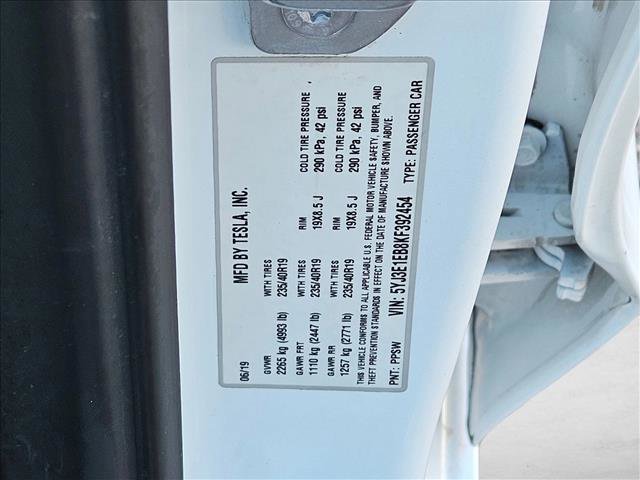 MFD BY TESLA, INC.
06/19
GVWR WITH TIRES RIM COLD TIRE PRESSURE
2265 kg (4993 lb) 235/40R19 19X8.5 J 290 kPa, 42 psi
GAWR FRT WITH TIRES RIM COLD TIRE PRESSURE
1110 kg (2447 lb) 235/40R19 19X8.5 J 290 kPa, 42 psi
GAWR RR WITH TIRES
1257 kg (2771 lb) 235/40R19
THIS VEHICLE CONFORMS TO ALL APPLICABLE U.S. FEDERAL MOTOR VEHICLE SAFETY, BUMPER, AND
THEFT PREVENTION STANDARDS IN EFFECT ON THE DATE OF MANUFACTURE SHOWN ABOVE.
PNT: PPSW VIN: 5YJ3E1EB8KF392454 TYPE: PASSENGER CAR